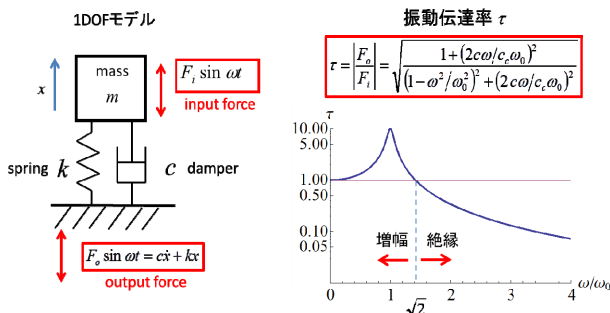 1DOFモデル
mass
m
x
F_i sin ωt
input force
spring k
c damper
F_o sin ωt = cẋ + kx
output force
振動伝達率 τ
τ = |F_o/F_i| = √((1+(2cω/c_cω_0)^2)/((1−ω^2/ω_0^2)^2+(2cω/c_cω_0)^2))
τ
10.00
5.00
1.00
0.10
0.05
増幅 絶縁
0 1 2 3 4 ω/ω_0
√2